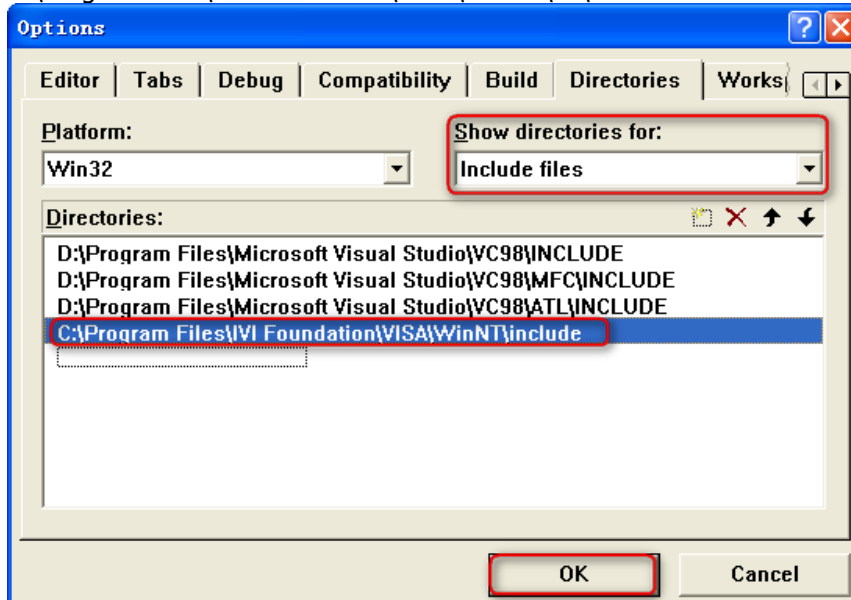 Options
Editor Tabs Debug Compatibility Build Directories Works
Platform: Show directories for:
Win32 Include files
Directories:
D:\Program Files\Microsoft Visual Studio\VC98\INCLUDE
D:\Program Files\Microsoft Visual Studio\VC98\MFC\INCLUDE
D:\Program Files\Microsoft Visual Studio\VC98\ATL\INCLUDE
C:\Program Files\IVI Foundation\VISA\WinNT\include
OK Cancel